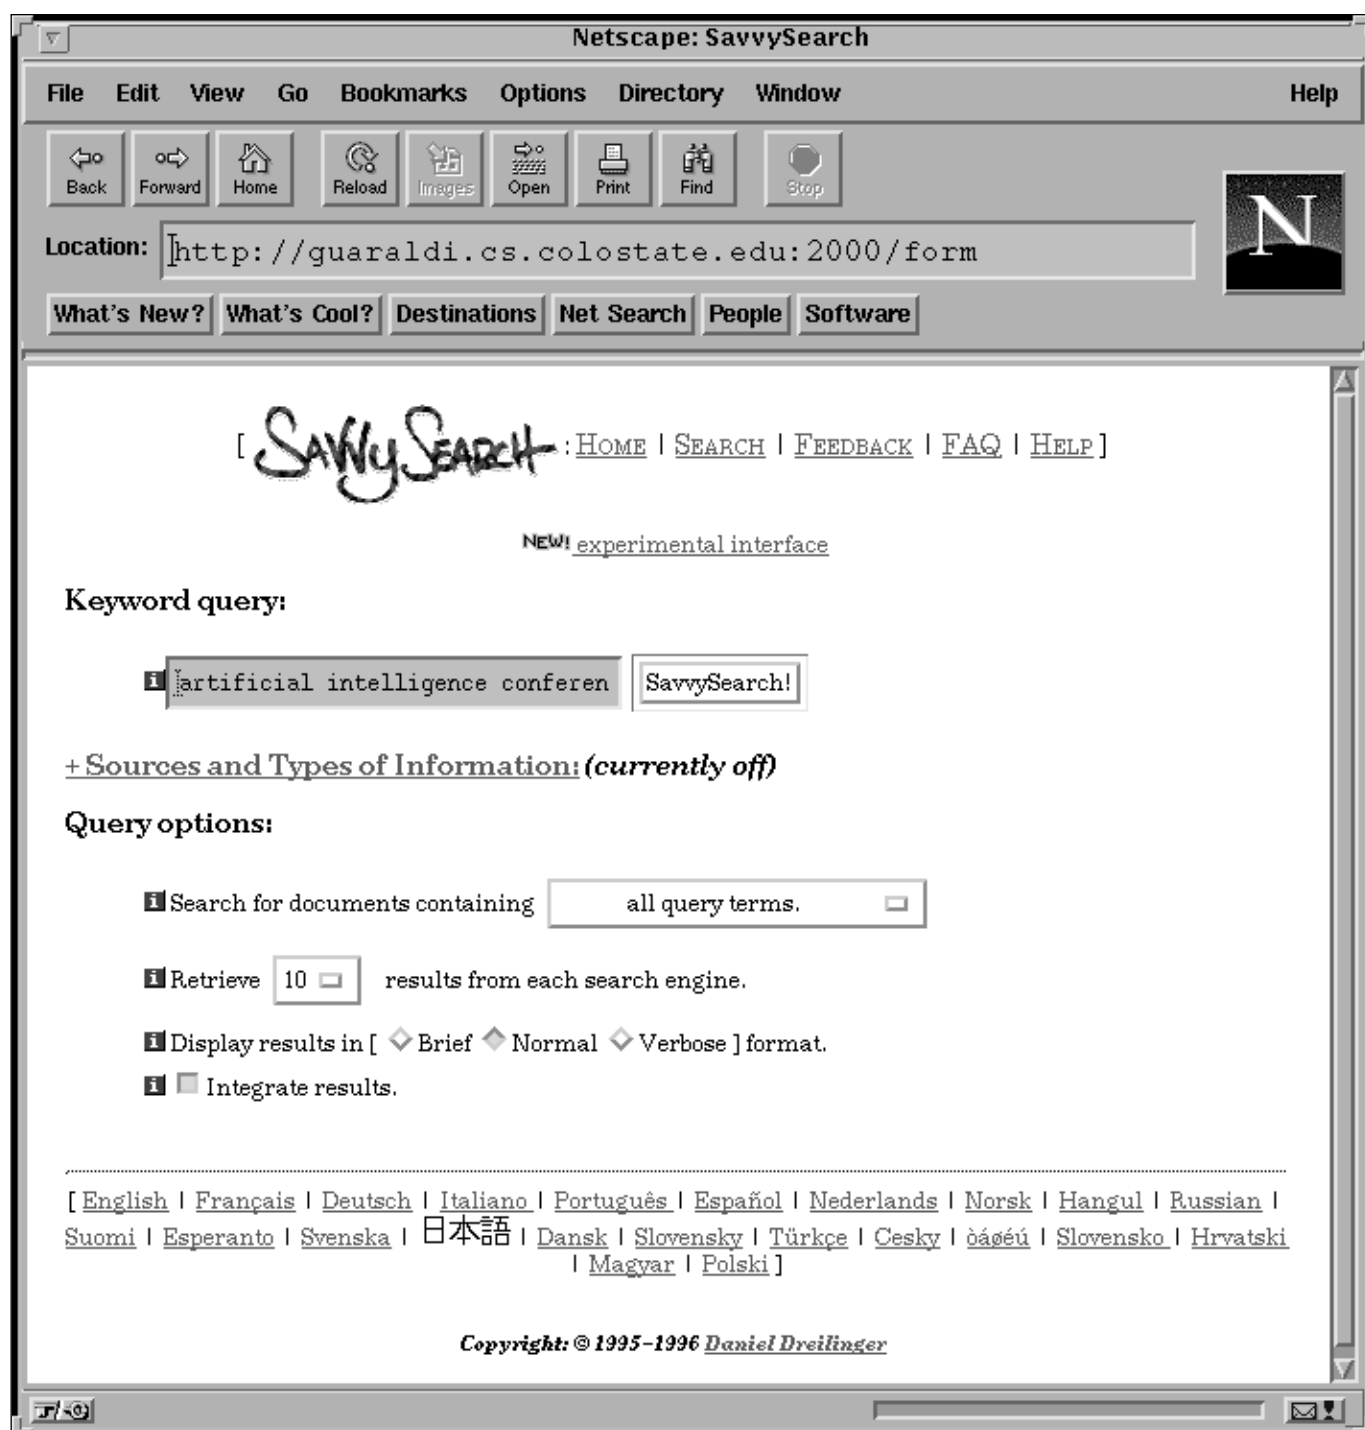 Netscape: SavvySearch
File Edit View Go Bookmarks Options Directory Window Help
Back Forward Home Reload Images Open Print Find Stop
N
Location: http://guaraldi.cs.colostate.edu:2000/form
What's New? What's Cool? Destinations Net Search People Software
[ SavvySearch : HOME | SEARCH | FEEDBACK | FAQ | HELP ]
NEW! experimental interface
Keyword query:
i artificial intelligence conferen SavvySearch!
+ Sources and Types of Information: (currently off)
Query options:
i Search for documents containing all query terms.
i Retrieve 10 results from each search engine.
i Display results in [ Brief Normal Verbose ] format.
i Integrate results.
[ English | Français | Deutsch | Italiano | Português | Español | Nederlands | Norsk | Hangul | Russian |
Suomi | Esperanto | Svenska | 日本語 | Dansk | Slovensky | Türkçe | Cesky | òáøéú | Slovensko | Hrvatski
| Magyar | Polski ]
Copyright: © 1995-1996 Daniel Dreilinger